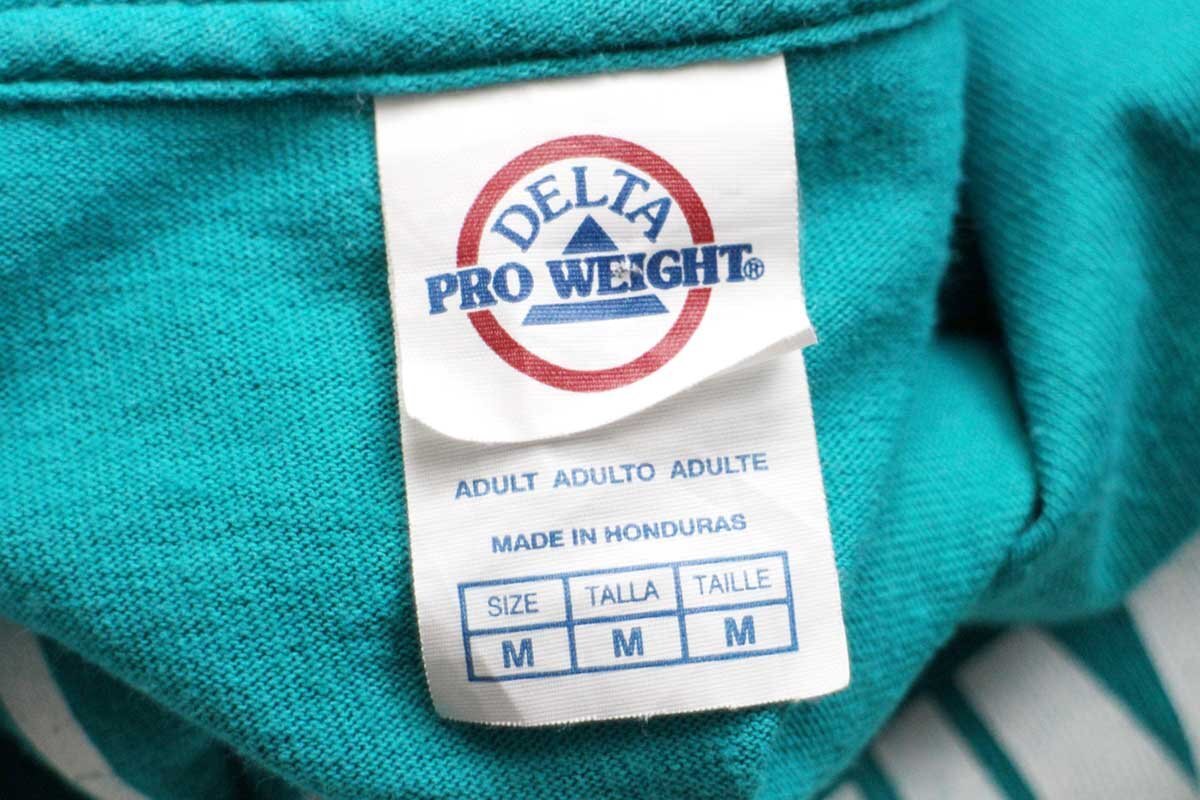 DELTA
PRO WEIGHT®
ADULT ADULTO ADULTE
MADE IN HONDURAS
SIZE TALLA TAILLE
M M M